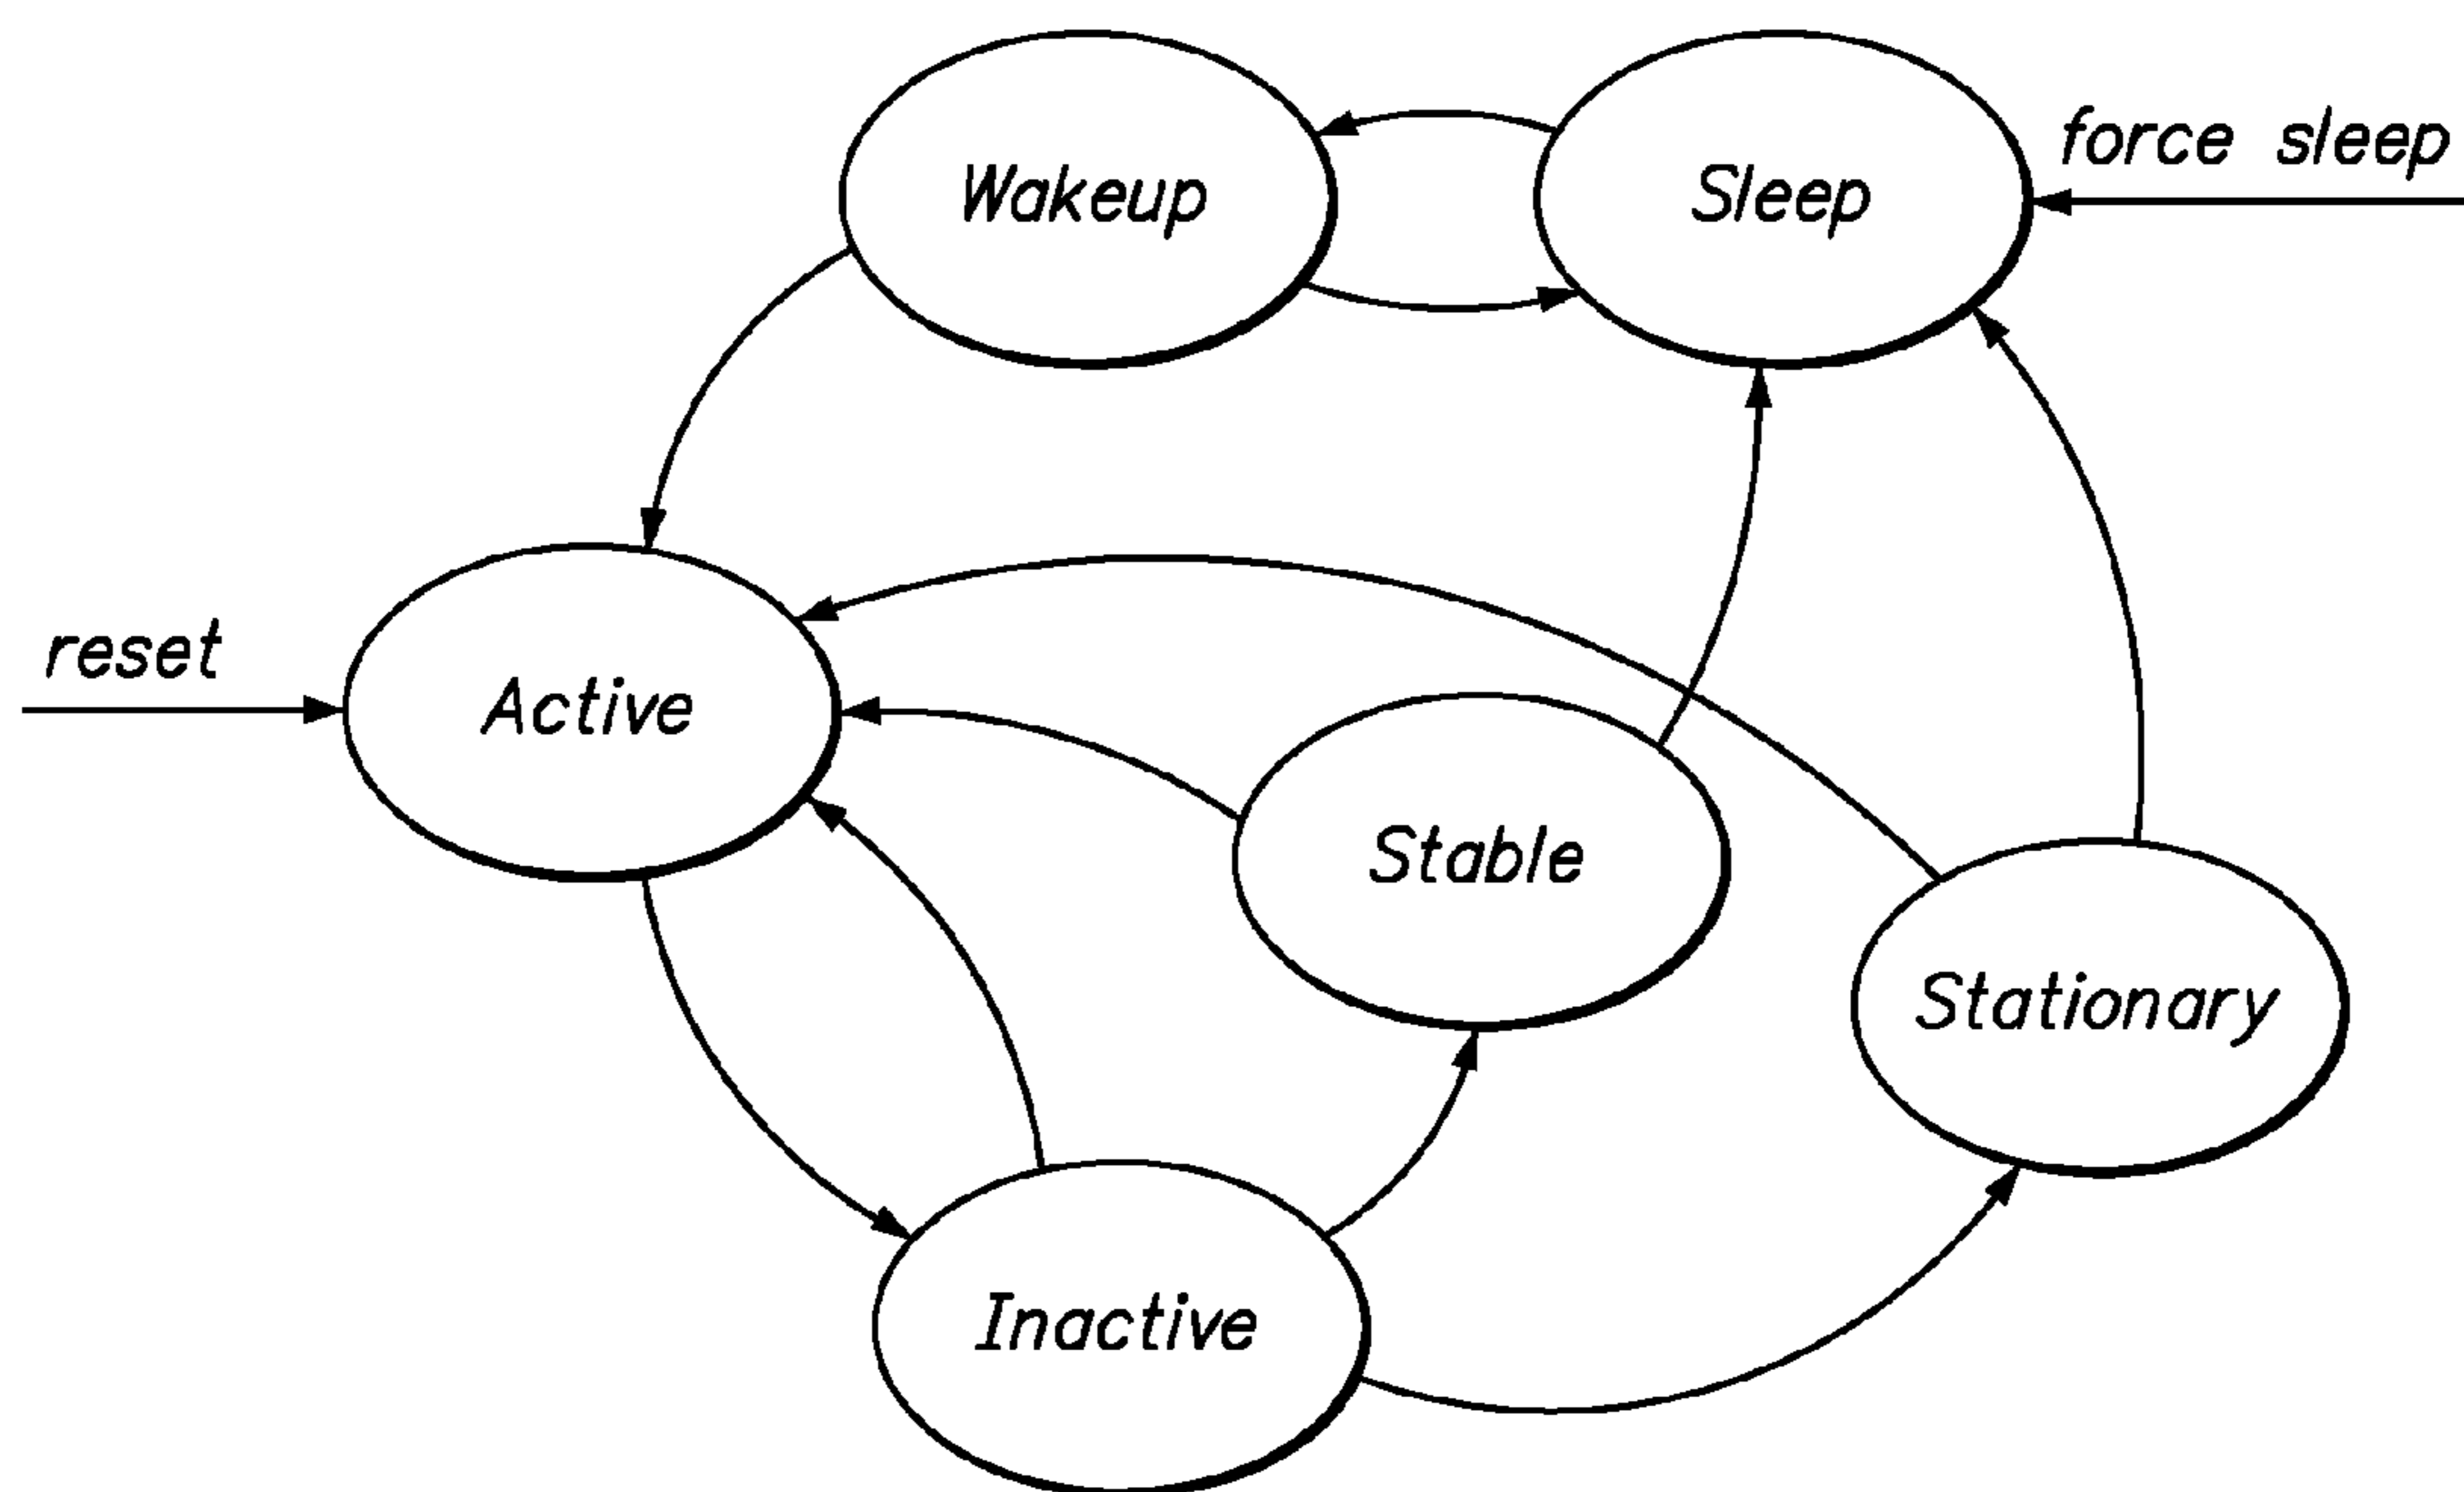 Wakeup
Sleep
force sleep
reset
Active
Stable
Stationary
Inactive